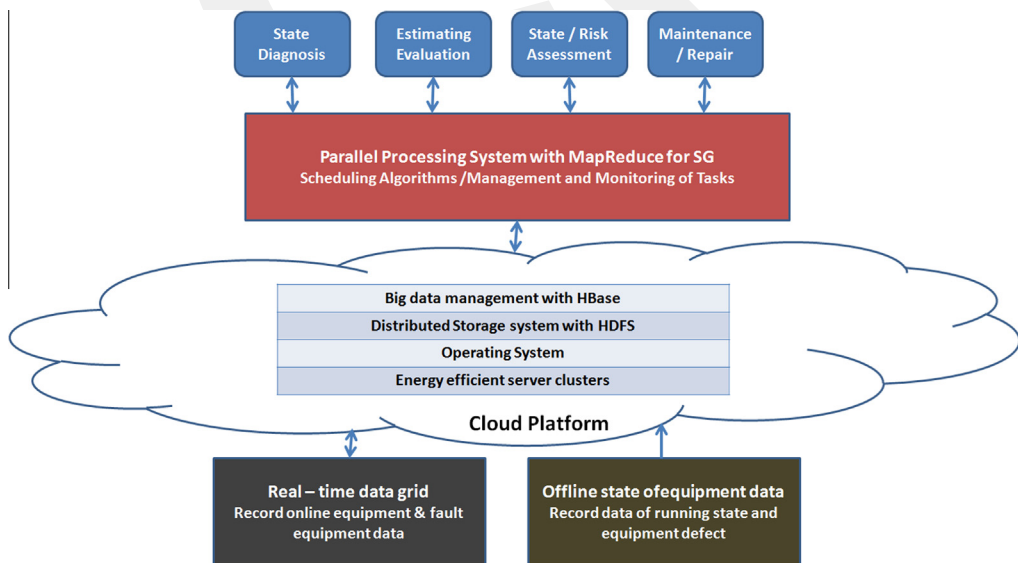 State
Diagnosis
Estimating
Evaluation
State / Risk
Assessment
Maintenance
/ Repair
Parallel Processing System with MapReduce for SG
Scheduling Algorithms /Management and Monitoring of Tasks
Big data management with HBase
Distributed Storage system with HDFS
Operating System
Energy efficient server clusters
Cloud Platform
Real – time data grid
Record online equipment & fault
equipment data
Offline state of equipment data
Record data of running state and
equipment defect